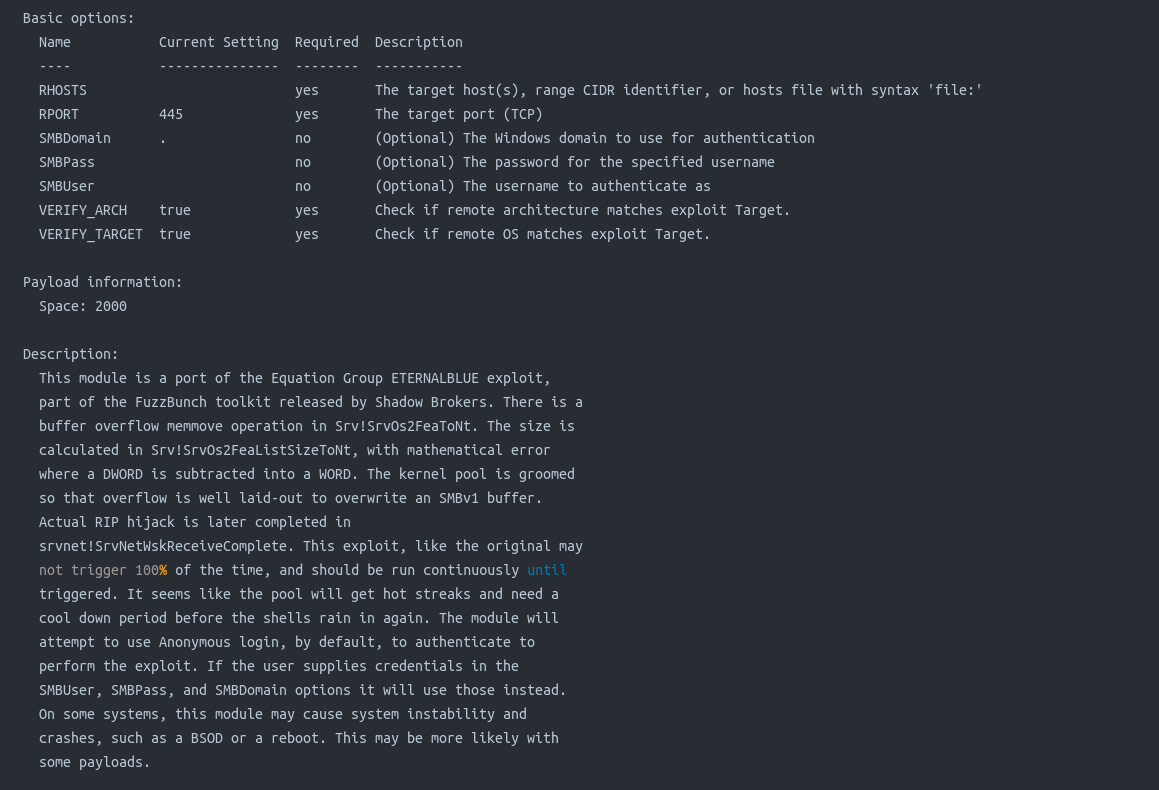 Basic options:
  Name           Current Setting  Required  Description
  ----           ---------------  --------  -----------
  RHOSTS                          yes       The target host(s), range CIDR identifier, or hosts file with syntax 'file:'
  RPORT          445              yes       The target port (TCP)
  SMBDomain      .                no        (Optional) The Windows domain to use for authentication
  SMBPass                         no        (Optional) The password for the specified username
  SMBUser                         no        (Optional) The username to authenticate as
  VERIFY_ARCH    true             yes       Check if remote architecture matches exploit Target.
  VERIFY_TARGET  true             yes       Check if remote OS matches exploit Target.

Payload information:
  Space: 2000

Description:
  This module is a part of the Equation Group ETERNALBLUE exploit,
  part of the FuzzBunch toolkit released by Shadow Brokers. There is a
  buffer overflow memmove operation in Srv!SrvOs2FeaToNt. The size is
  calculated in Srv!SrvOs2FeaListSizeToNt, with mathematical error
  where a DWORD is subtracted into a WORD. The kernel pool is groomed
  so that overflow is well laid-out to overwrite an SMBv1 buffer.
  Actual RIP hijack is later completed in
  srvnet!SrvNetWskReceiveComplete. This exploit, like the original may
  not trigger 100% of the time, and should be run continuously until
  triggered. It seems like the pool will get hot streaks and need a
  cool down period before the shells rain in again. The module will
  attempt to use Anonymous login, by default, to authenticate to
  perform the exploit. If the user supplies credentials in the
  SMBUser, SMBPass, and SMBDomain options it will use those instead.
  On some systems, this module may cause system instability and
  crashes, such as a BSOD or a reboot. This may be more likely with
  some payloads.